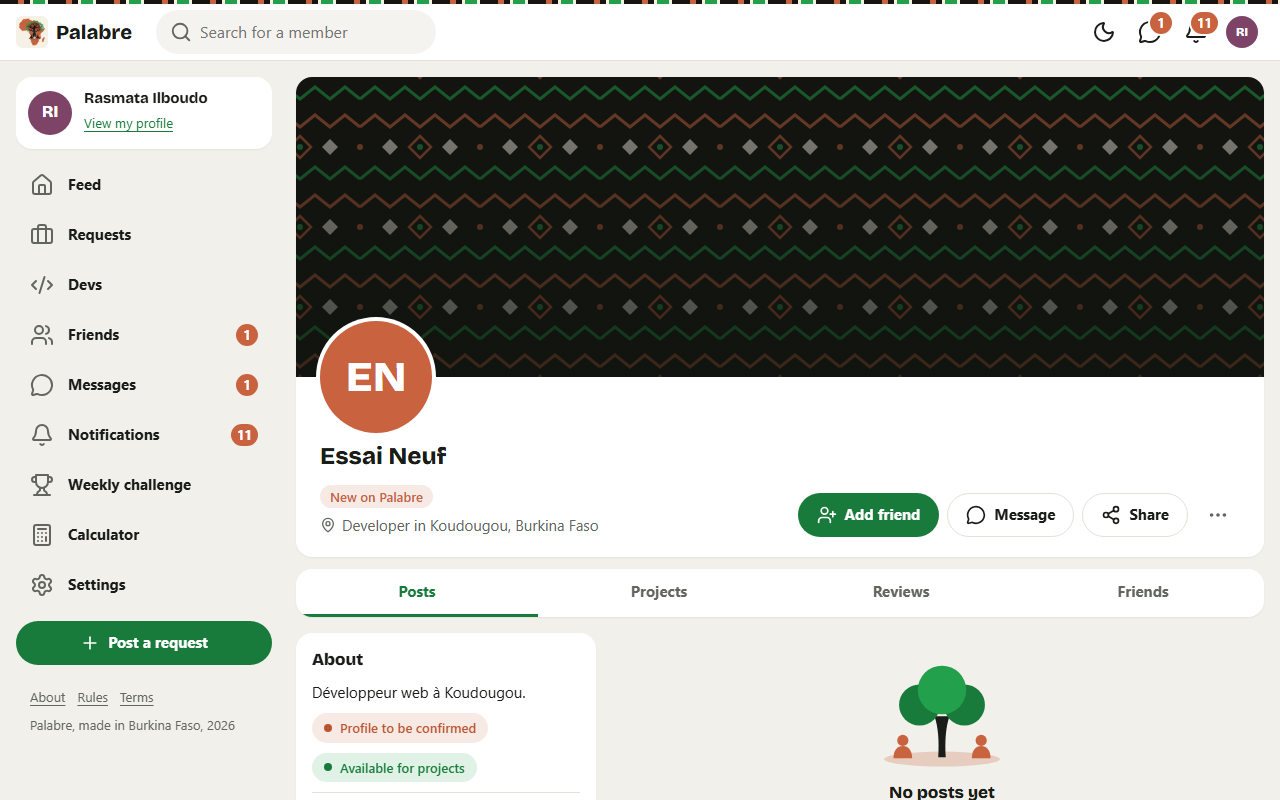 Palabre
Search for a member
1
11
RI
RI
Rasmata Ilboudo
View my profile
Feed
Requests
Devs
Friends
1
Messages
1
Notifications
11
Weekly challenge
Calculator
Settings
Post a request
About Rules Terms
Palabre, made in Burkina Faso, 2026
EN
Essai Neuf
New on Palabre
Developer in Koudougou, Burkina Faso
Add friend
Message
Share
Posts
Projects
Reviews
Friends
About
Développeur web à Koudougou.
Profile to be confirmed
Available for projects
No posts yet